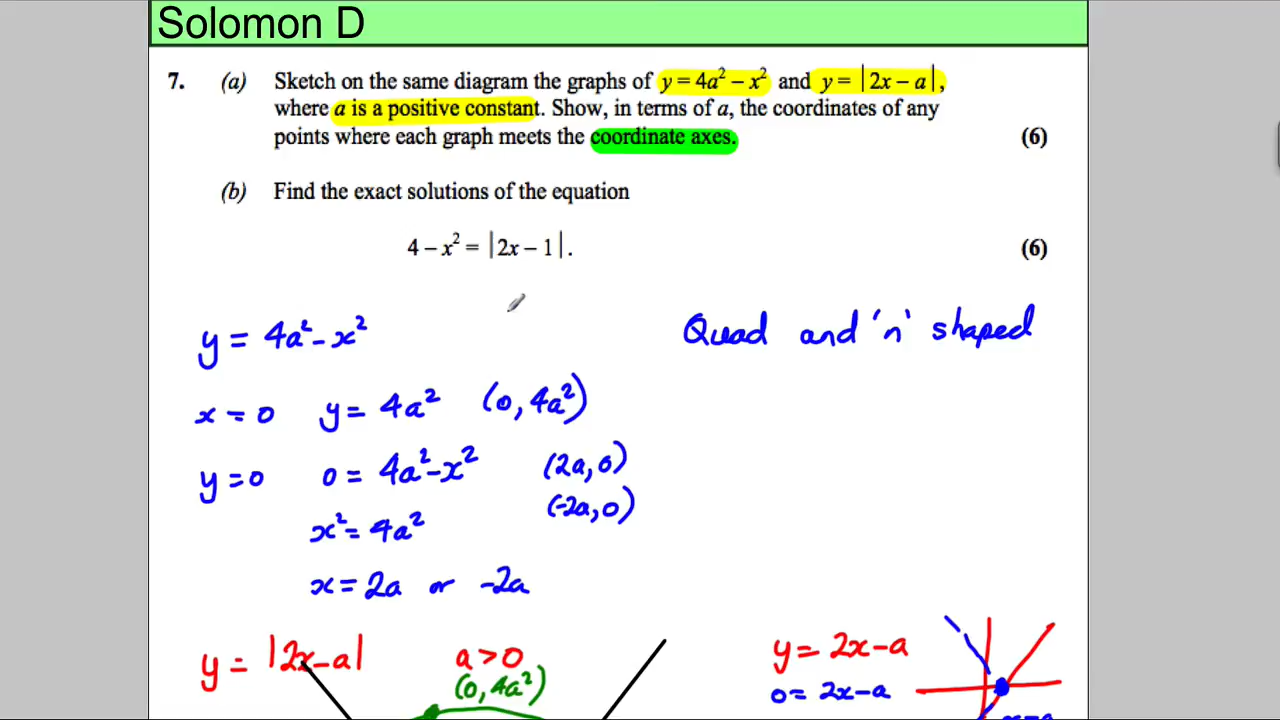 Solomon D
7. (a) Sketch on the same diagram the graphs of y = 4a² – x² and y = |2x – a|,
where a is a positive constant. Show, in terms of a, the coordinates of any
points where each graph meets the coordinate axes. (6)
(b) Find the exact solutions of the equation
4 – x² = |2x – 1|. (6)
y = 4a² – x² Quad and 'n' shaped
x = 0 y = 4a² (0, 4a²)
y = 0 0 = 4a² – x² (2a, 0)
(-2a, 0)
x² = 4a²
x = 2a or -2a
y = |2x – a| a > 0 y = 2x – a
(0, 4a²) 0 = 2x – a